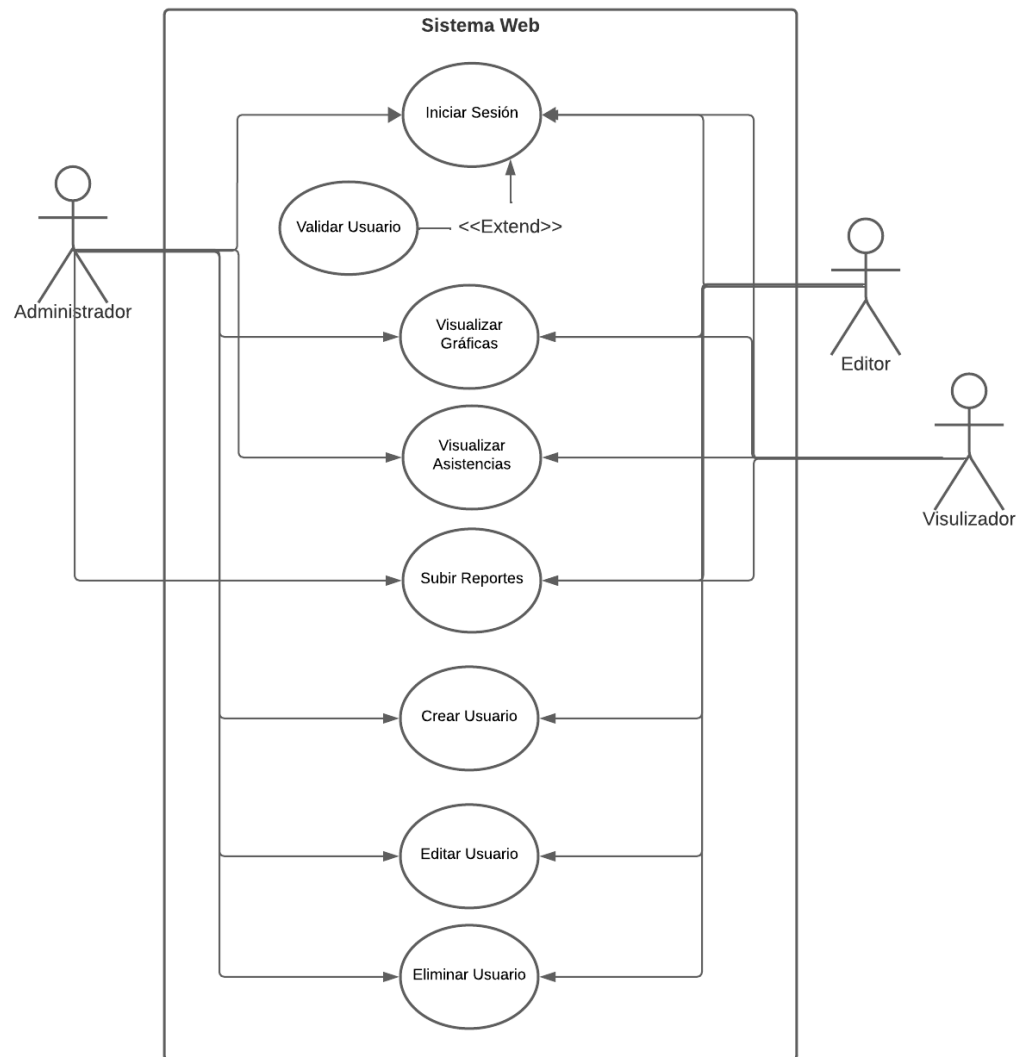 Sistema Web
Iniciar Sesión
Validar Usuario
<<Extend>>
Administrador
Visualizar
Gráficas
Editor
Visualizar
Asistencias
Visulizador
Subir Reportes
Crear Usuario
Editar Usuario
Eliminar Usuario